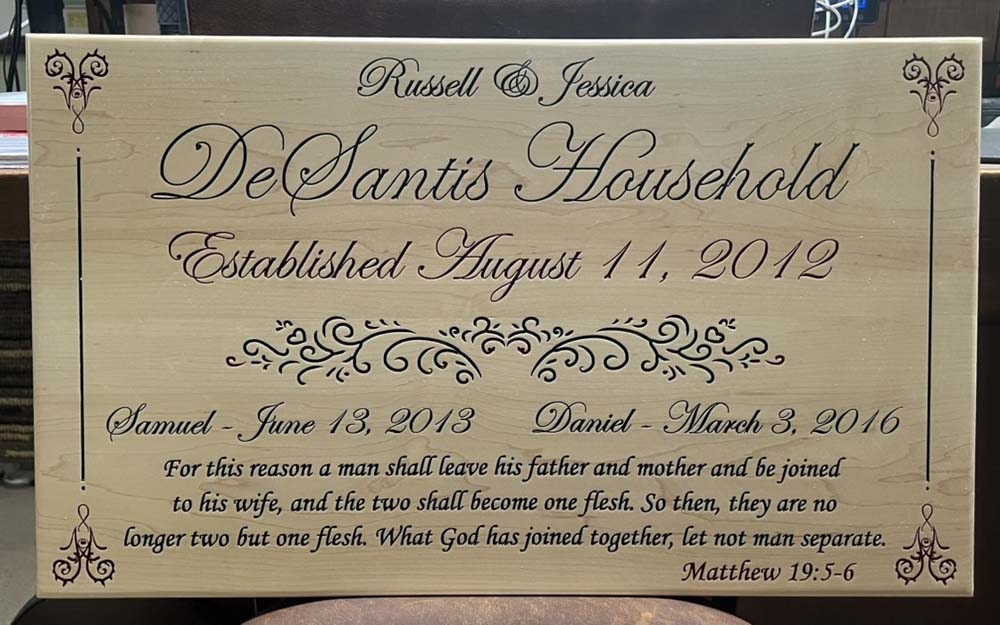 Russell & Jessica
DeSantis Household
Established August 11, 2012
Samuel - June 13, 2013 Daniel - March 3, 2016
For this reason a man shall leave his father and mother and be joined
to his wife, and the two shall become one flesh. So then, they are no
longer two but one flesh. What God has joined together, let not man separate.
Matthew 19:5-6